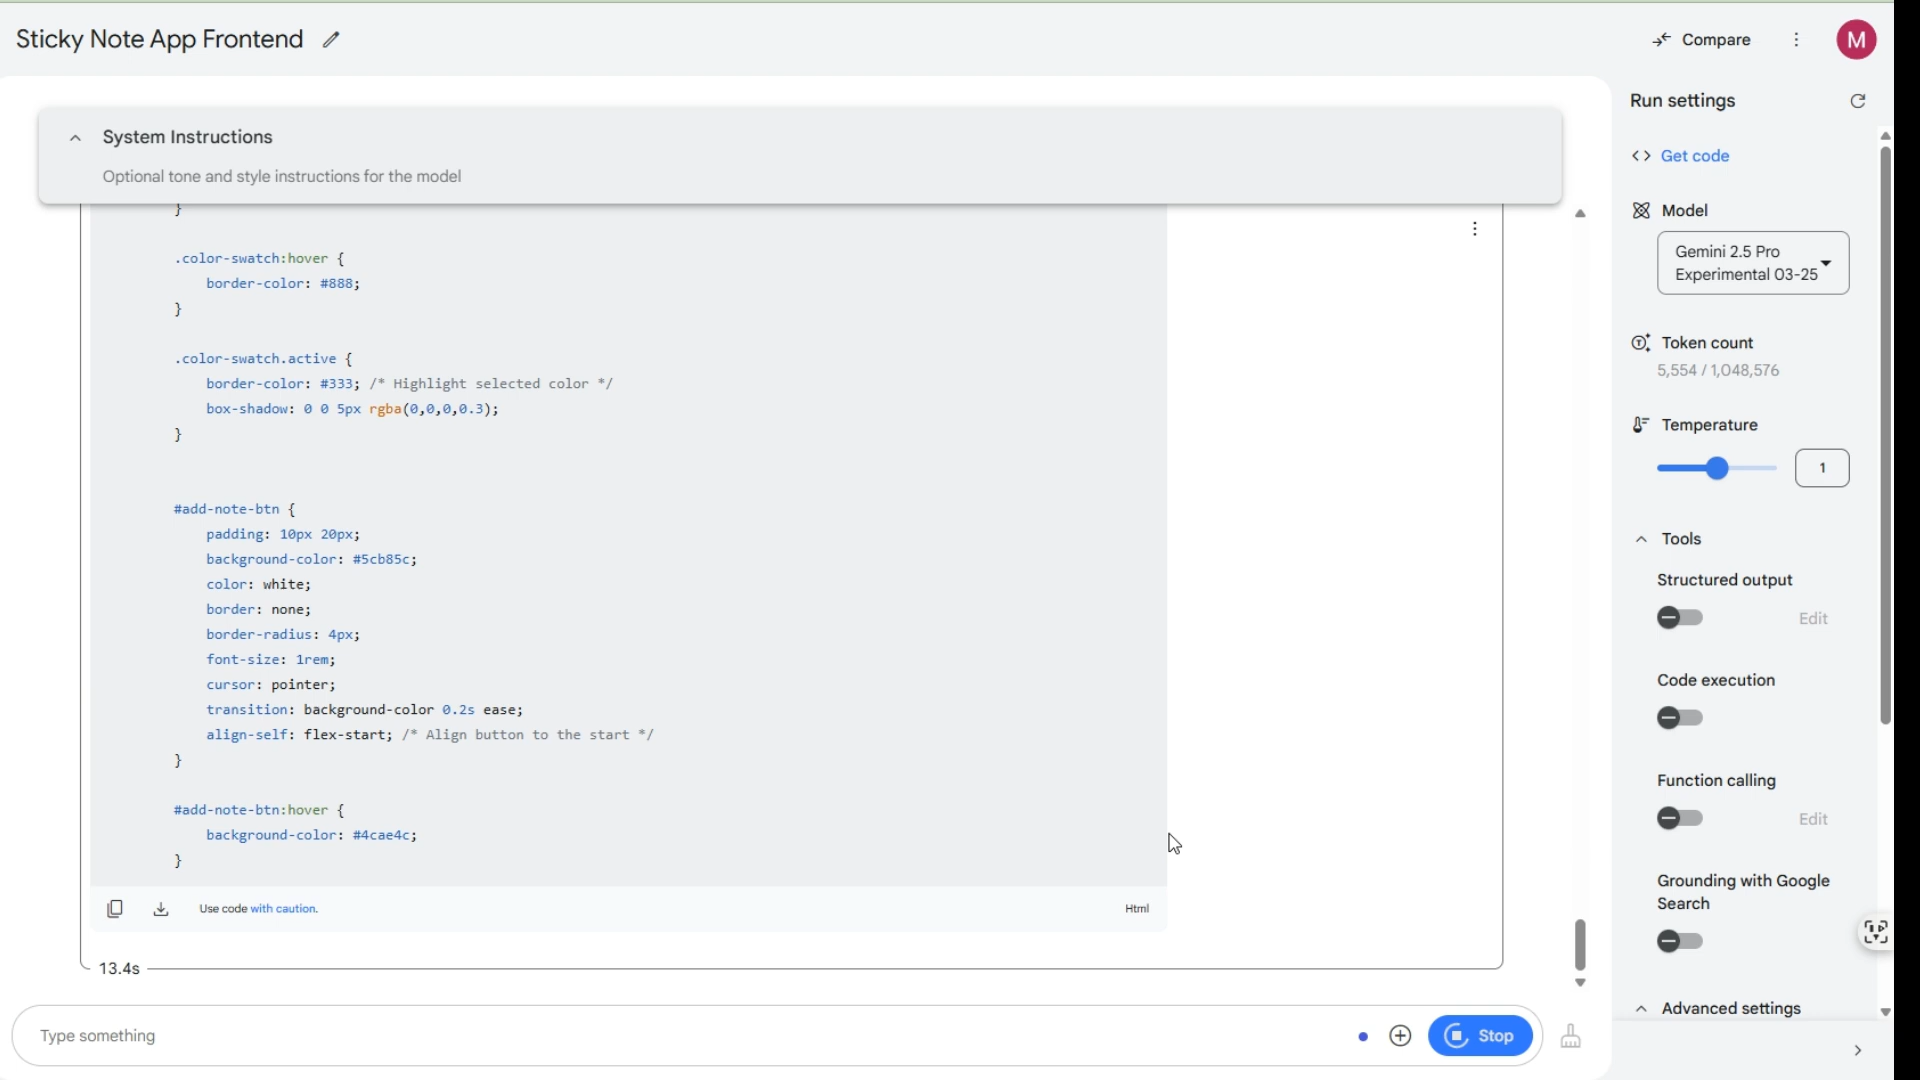 Sticky Note App Frontend
Compare
M
System Instructions
Optional tone and style instructions for the model
}
.color-swatch:hover {
border-color: #888;
}
.color-swatch.active {
border-color: #333; /* Highlight selected color */
box-shadow: 0 0 5px rgba(0,0,0,0.3);
}
#add-note-btn {
padding: 10px 20px;
background-color: #5cb85c;
color: white;
border: none;
border-radius: 4px;
font-size: 1rem;
cursor: pointer;
transition: background-color 0.2s ease;
align-self: flex-start; /* Align button to the start */
}
#add-note-btn:hover {
background-color: #4cae4c;
}
Use code with caution.
Html
13.4s
Type something
Stop
Run settings
Get code
Model
Gemini 2.5 Pro
Experimental 03-25
Token count
5,554 / 1,048,576
Temperature
1
Tools
Structured output
Edit
Code execution
Function calling
Edit
Grounding with Google
Search
Advanced settings